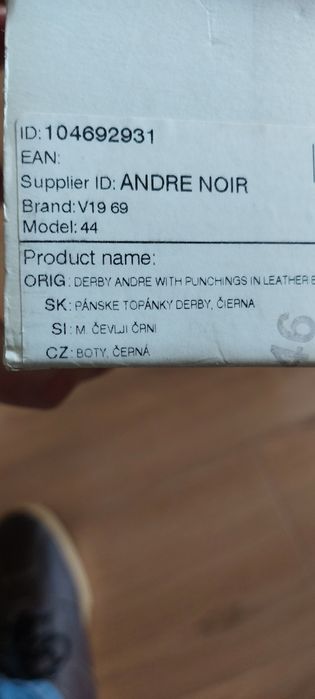 ID: 104692931
EAN:
Supplier ID: ANDRE NOIR
Brand: V19 69
Model: 44
Product name:
ORIG: DERBY ANDRE WITH PUNCHINGS IN LEATHER
SK: PÁNSKE TOPÁNKY DERBY, ČIERNA
SI: M. ČEVLJI ČRNI
CZ: BOTY, ČERNÁ
46